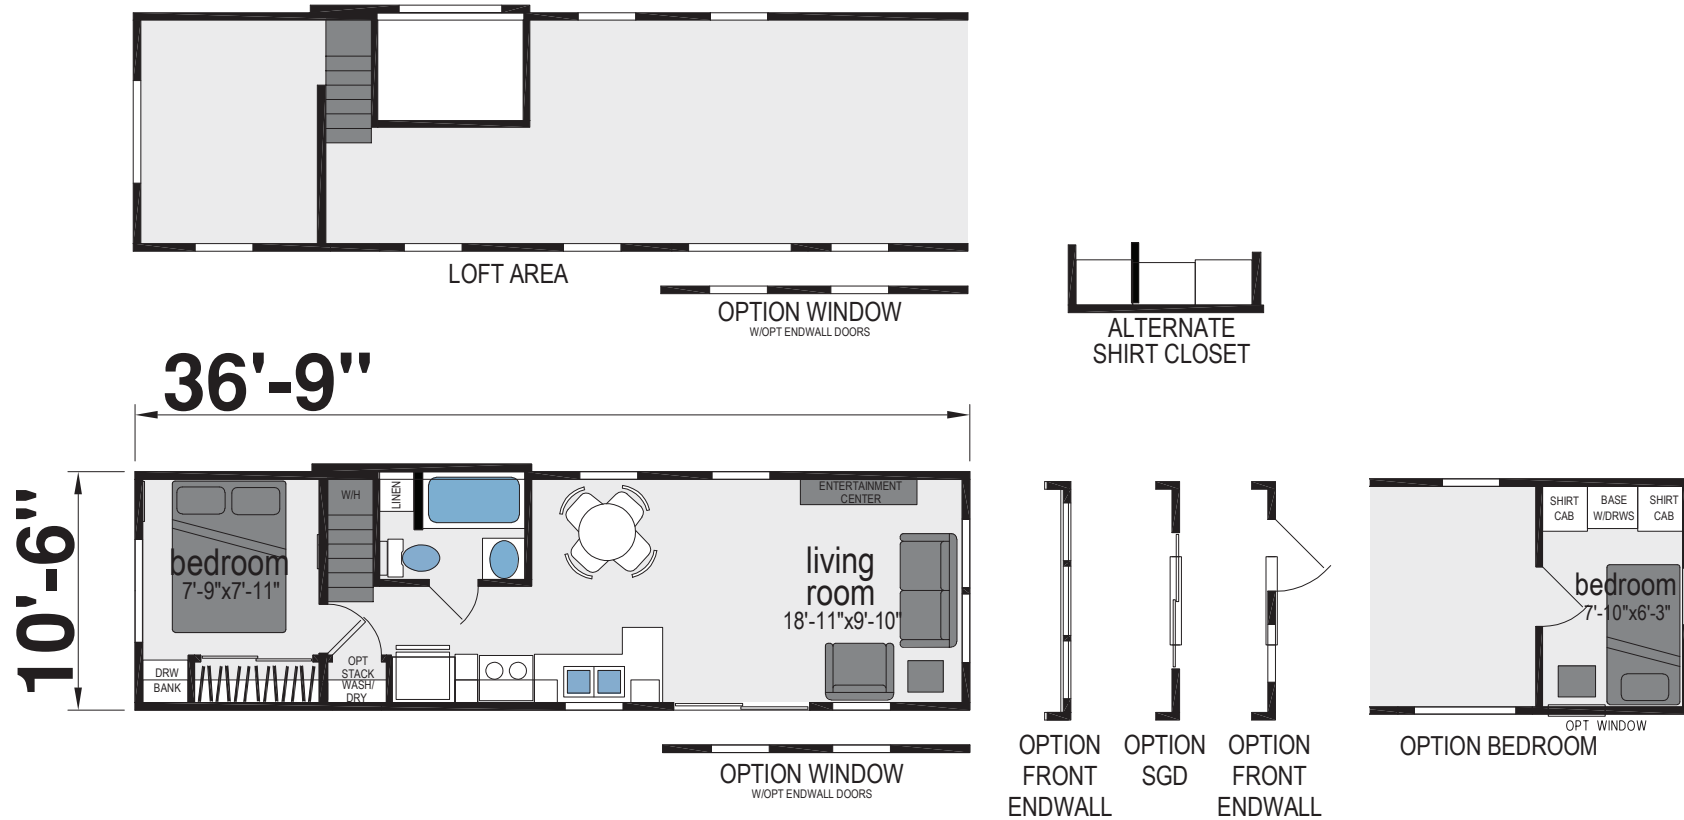 LOFT AREA
OPTION WINDOW
W/OPT ENDWALL DOORS
ALTERNATE
SHIRT CLOSET
36'-9"
10'-6"
W/H
LINEN
ENTERTAINMENT
CENTER
bedroom
7'-9"x7'-11"
living
room
18'-11"x9'-10"
DRW
BANK
OPT
STACK
WASH/
DRY
OPTION WINDOW
W/OPT ENDWALL DOORS
OPTION
FRONT
ENDWALL
OPTION
SGD
OPTION
FRONT
ENDWALL
SHIRT
CAB
BASE
W/DRWS
SHIRT
CAB
bedroom
7'-10"x6'-3"
OPT WINDOW
OPTION BEDROOM